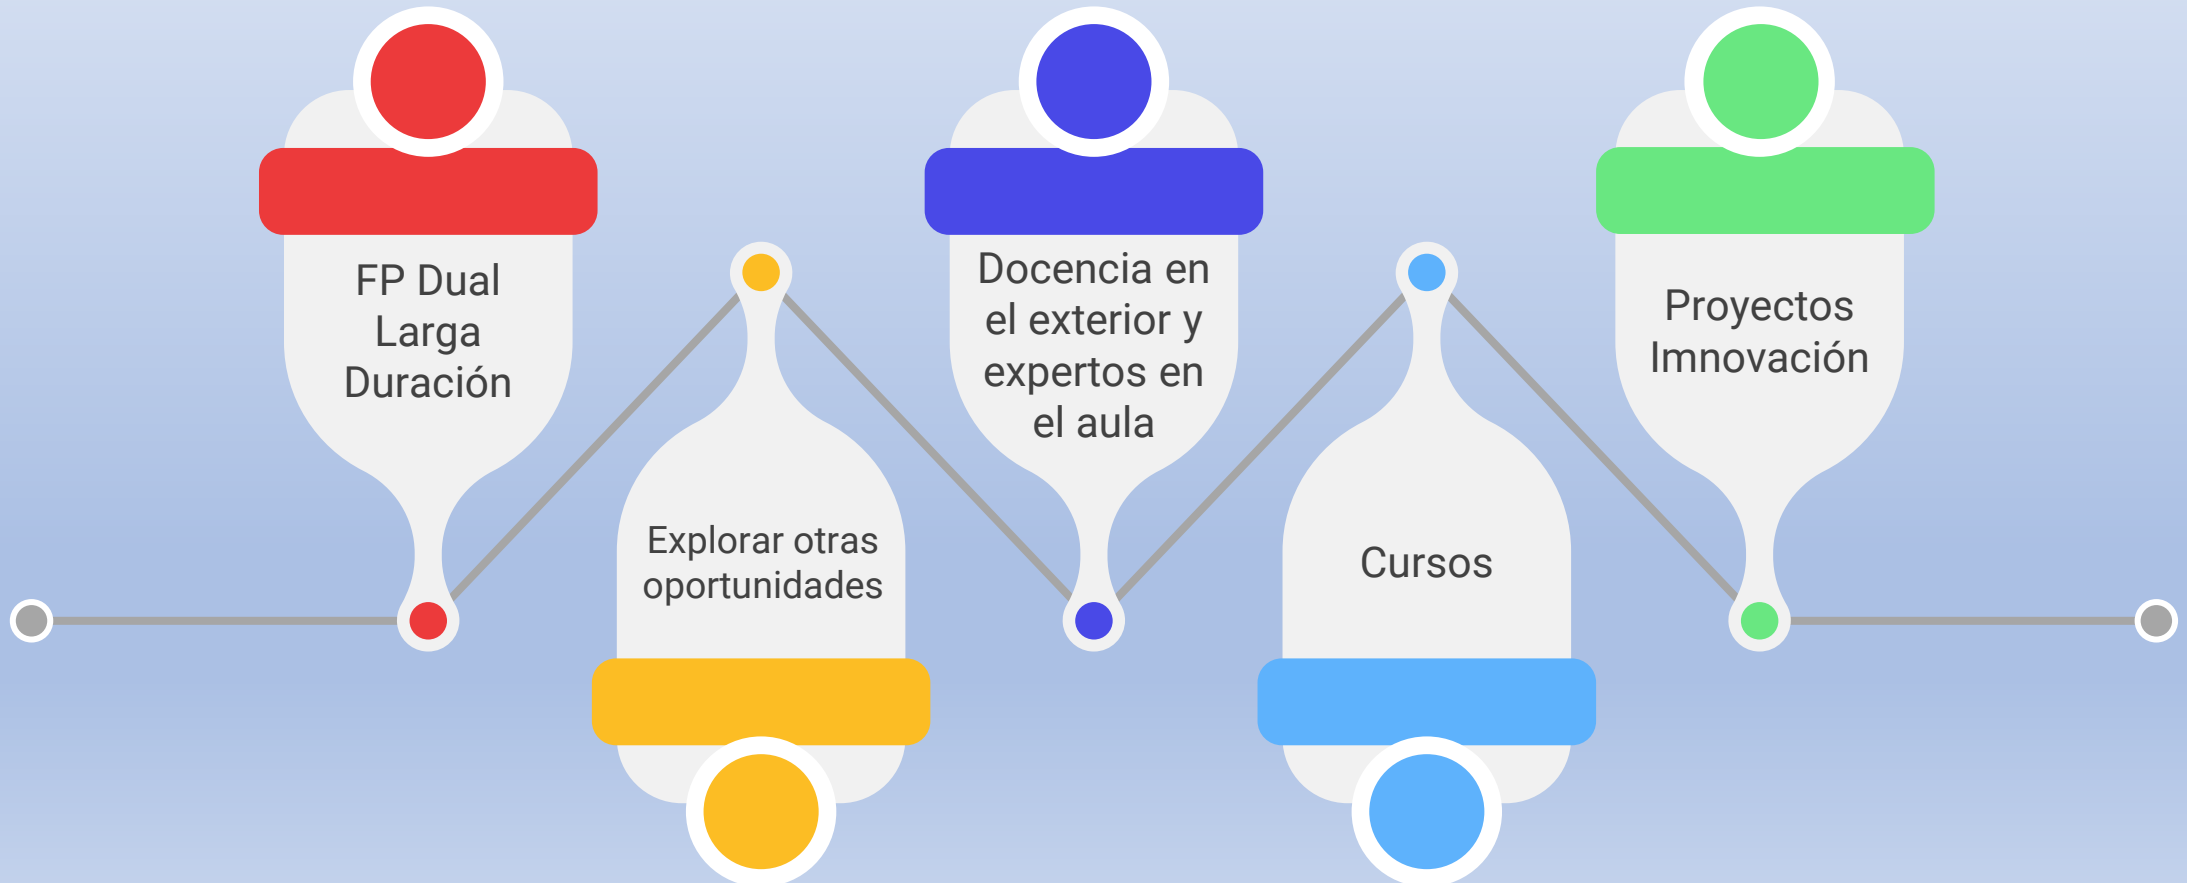 FP Dual
Larga
Duración
Explorar otras
oportunidades
Docencia en
el exterior y
expertos en
el aula
Cursos
Proyectos
Imnovación